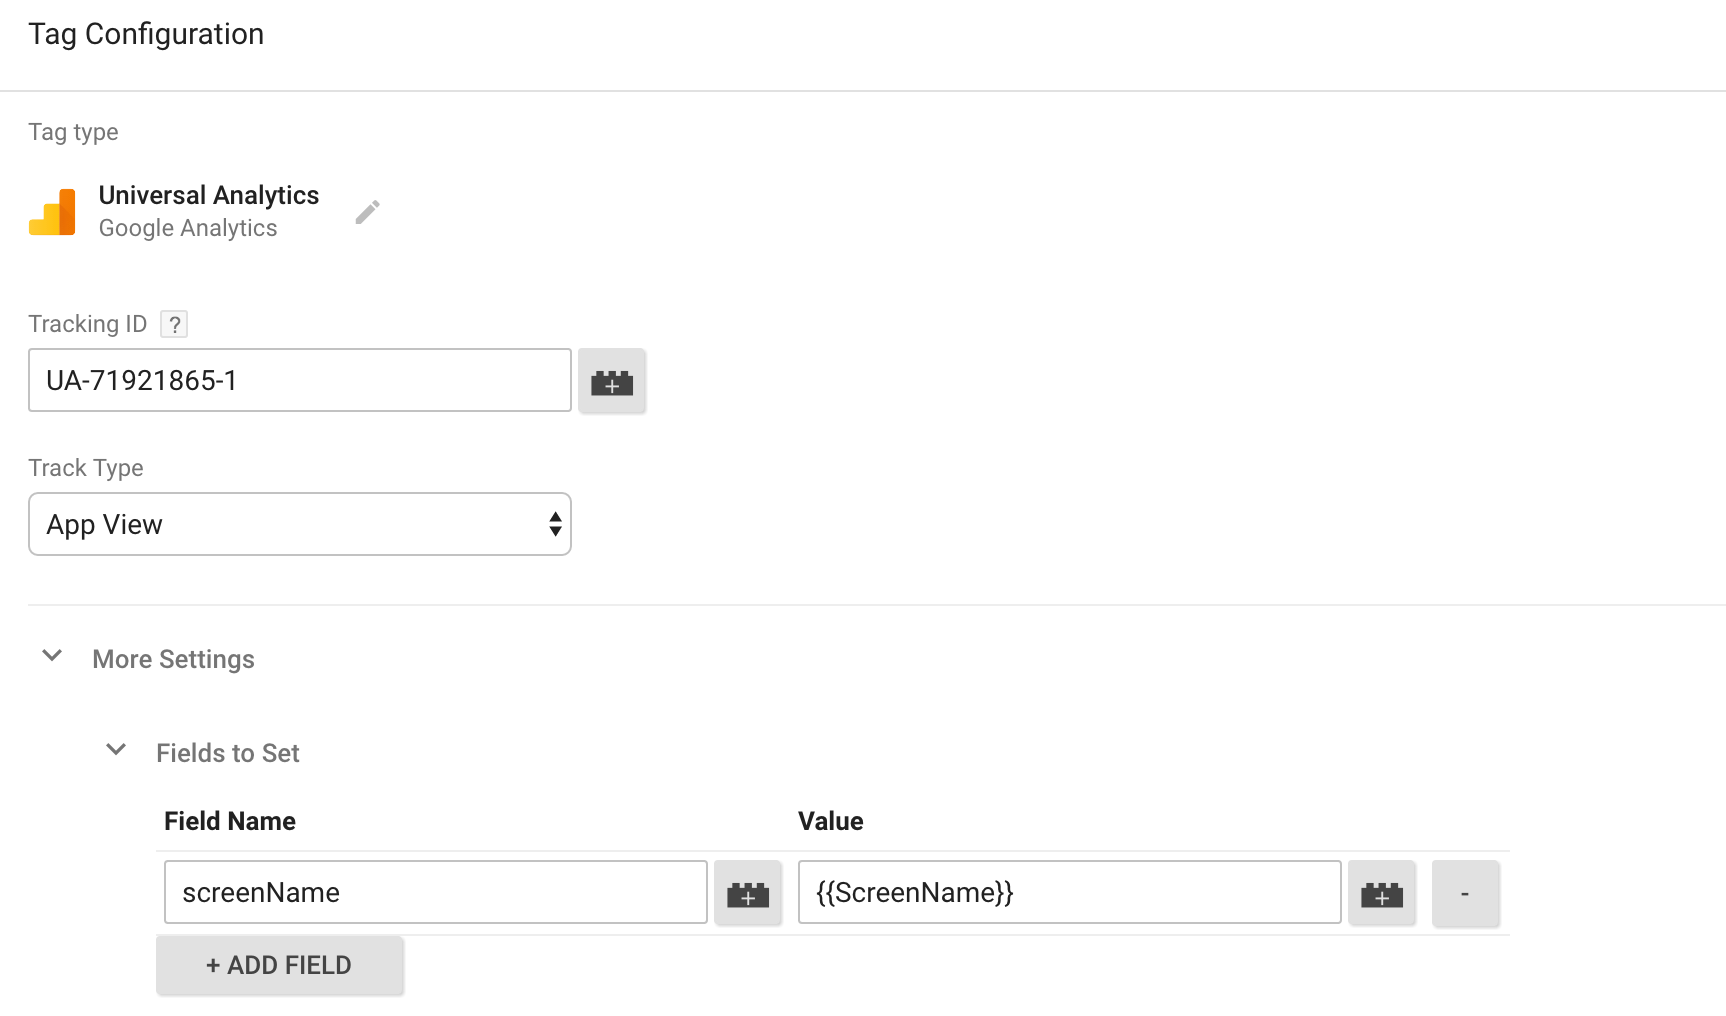 Tag Configuration
Tag type
Universal Analytics
Google Analytics
Tracking ID ?
UA-71921865-1
Track Type
App View
More Settings
Fields to Set
Field Name Value
screenName {{ScreenName}} -
+ ADD FIELD